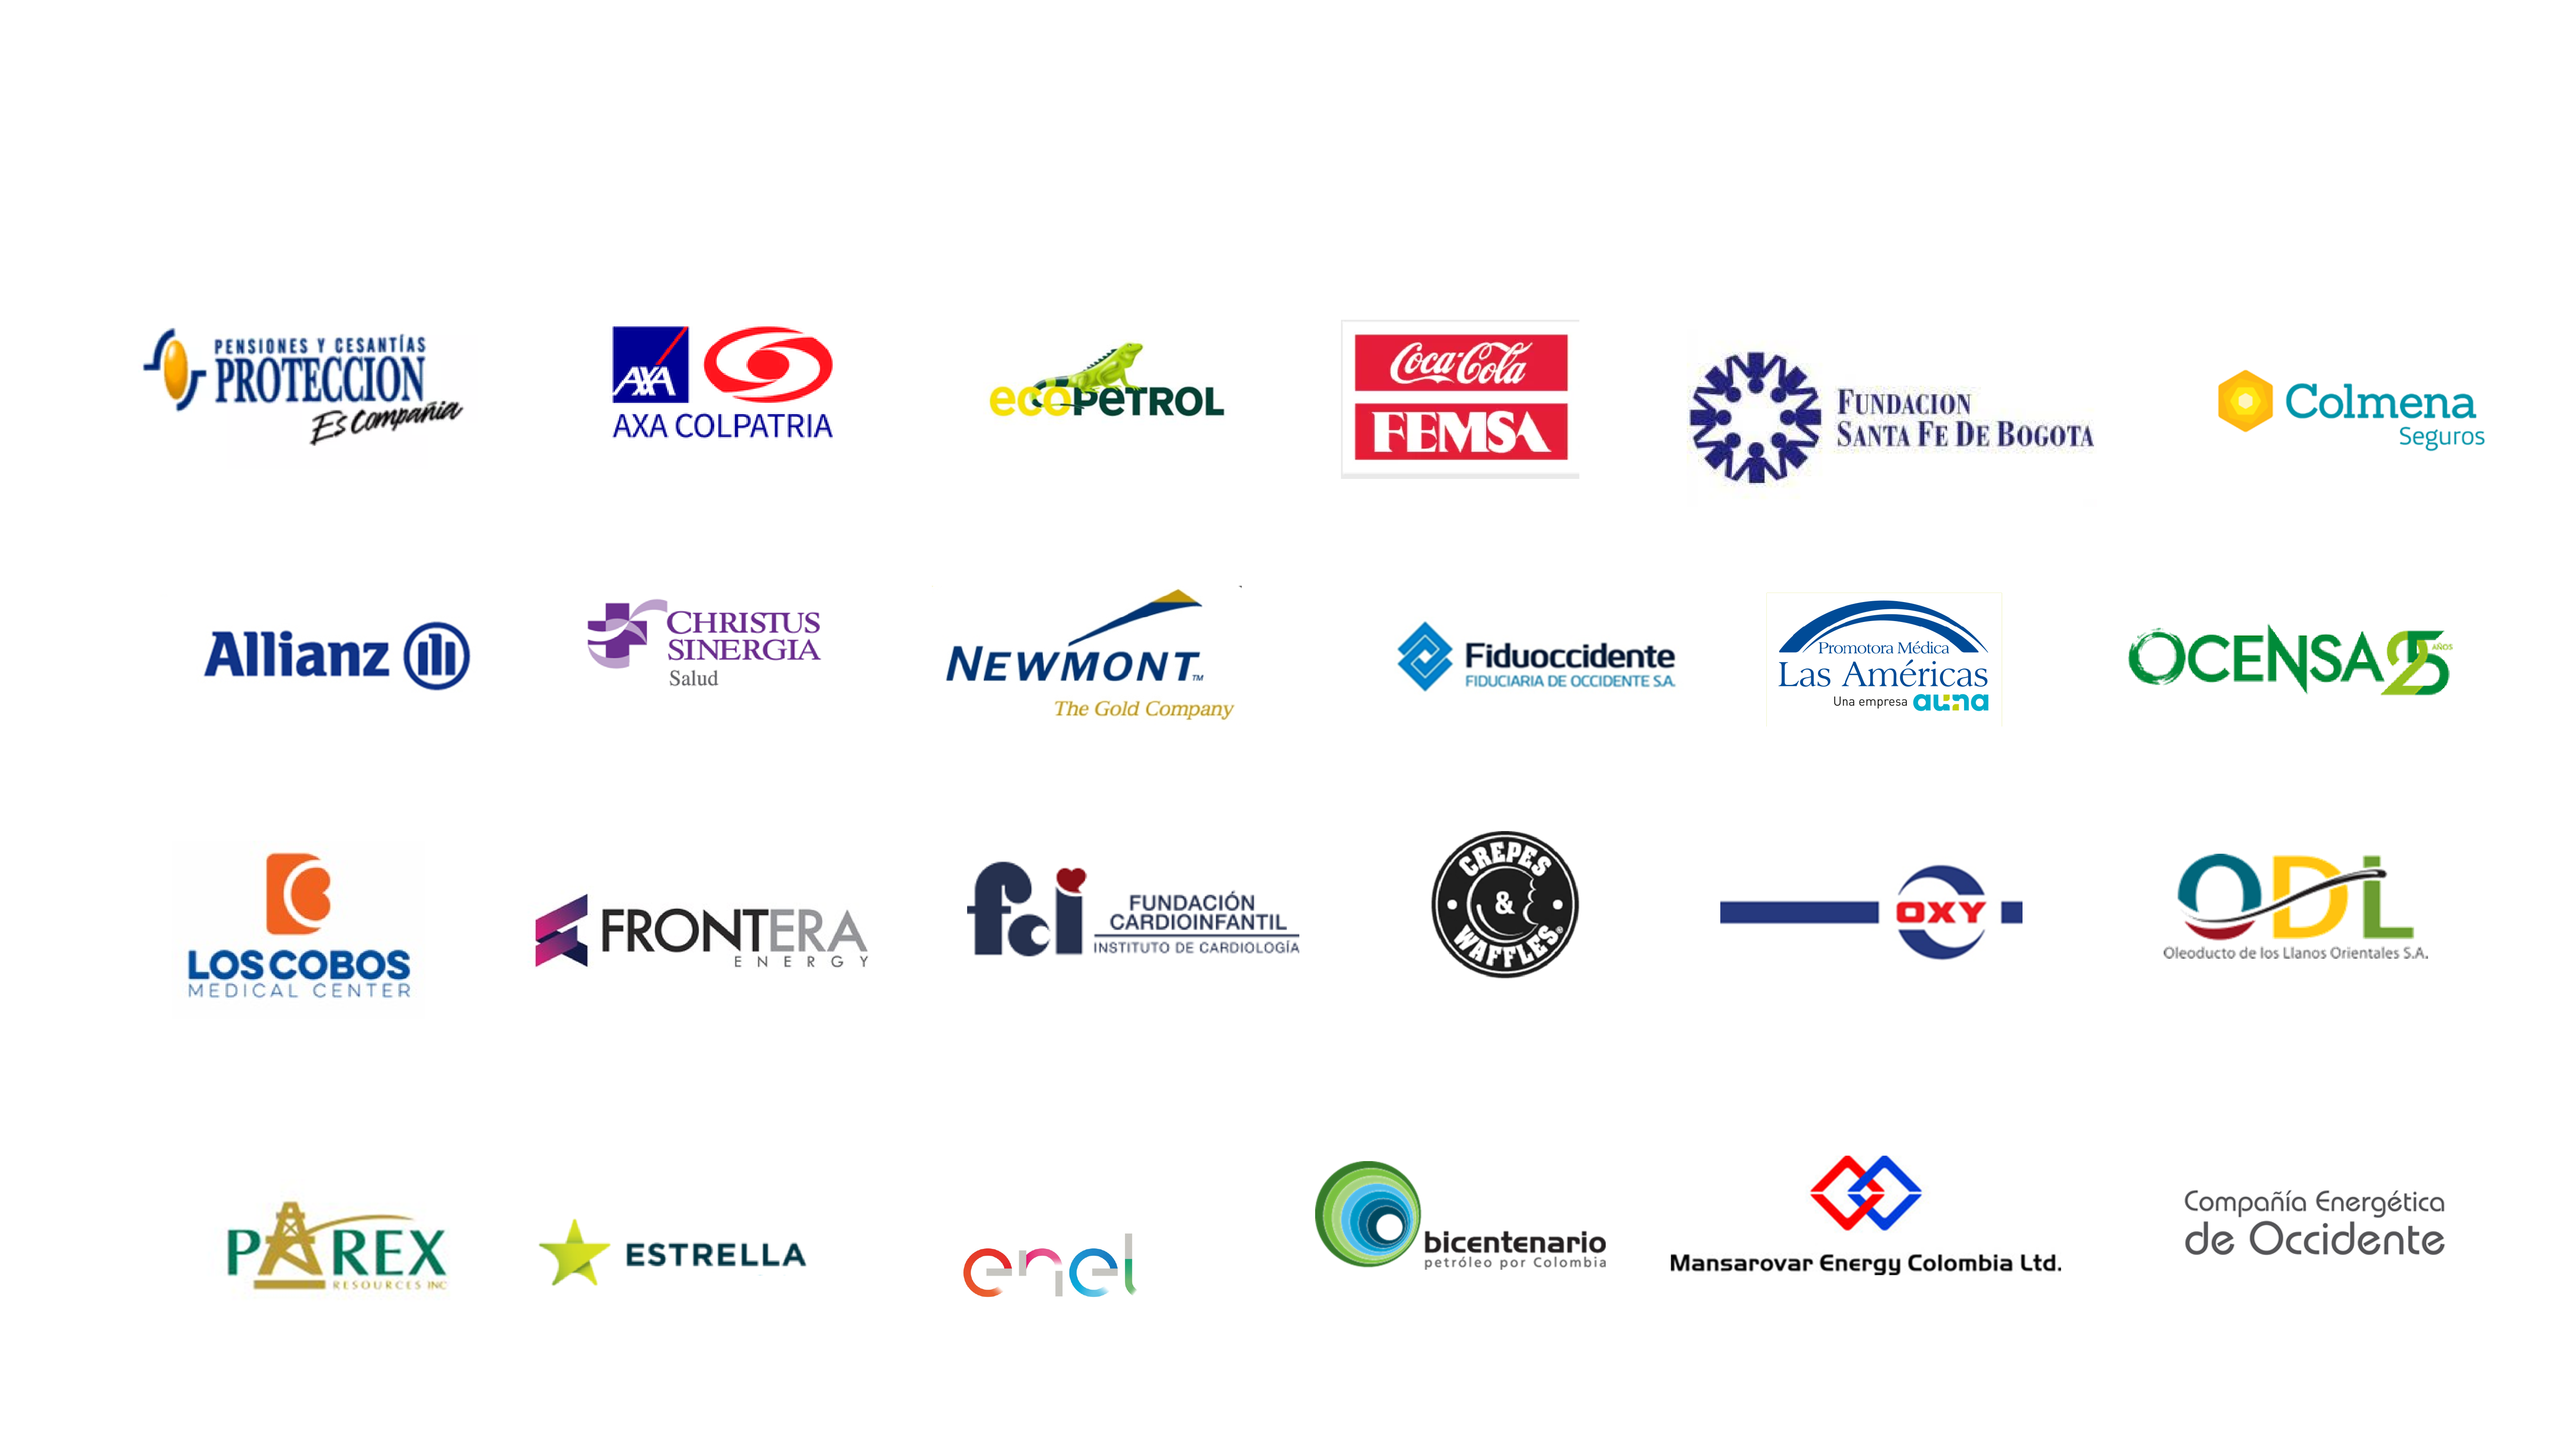 PENSIONES Y CESANTÍAS
PROTECCION
Es Compañia
AXA
AXA COLPATRIA
ecoPETROL
Coca-Cola
FEMSA
FUNDACION
SANTA FE DE BOGOTA
Colmena
Seguros
Allianz
CHRISTUS
SINERGIA
Salud
NEWMONT TM
The Gold Company
Fiduoccidente
FIDUCIARIA DE OCCIDENTE S.A.
Promotora Médica
Las Américas
Una empresa auna
OCENSA 25 AÑOS
LOS COBOS
MEDICAL CENTER
FRONTERA
ENERGY
fci
FUNDACIÓN
CARDIOINFANTIL
INSTITUTO DE CARDIOLOGÍA
CREPES
&
WAFFLES®
OXY
ODL
Oleoducto de los Llanos Orientales S.A.
PAREX
RESOURCES INC
ESTRELLA
enel
bicentenario
petróleo por Colombia
Mansarovar Energy Colombia Ltd.
Compañía Energética
de Occidente